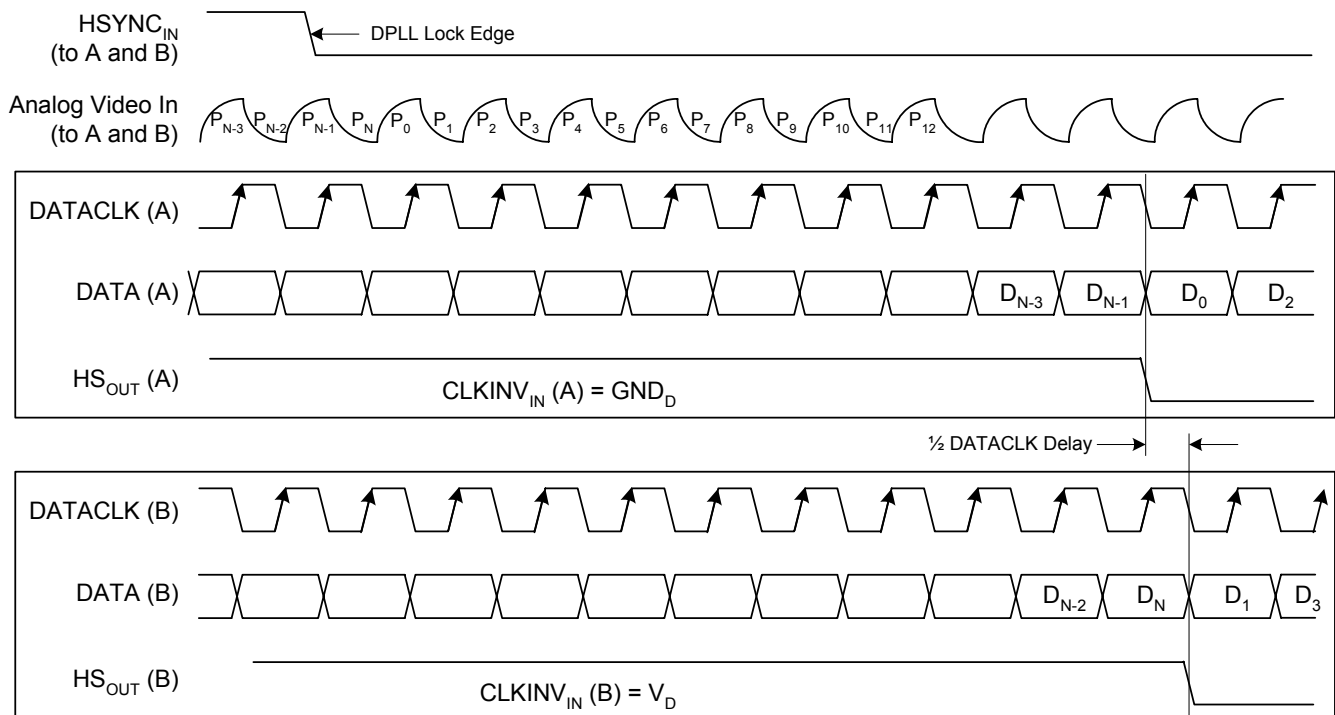 HSYNC_IN
(to A and B)
DPLL Lock Edge
Analog Video In
(to A and B)
P_N-3 P_N-2 P_N-1 P_N P_0 P_1 P_2 P_3 P_4 P_5 P_6 P_7 P_8 P_9 P_10 P_11 P_12
DATACLK (A)
DATA (A)
D_N-3 D_N-1 D_0 D_2
HS_OUT (A)
CLKINV_IN (A) = GND_D
½ DATACLK Delay
DATACLK (B)
DATA (B)
D_N-2 D_N D_1 D_3
HS_OUT (B)
CLKINV_IN (B) = V_D